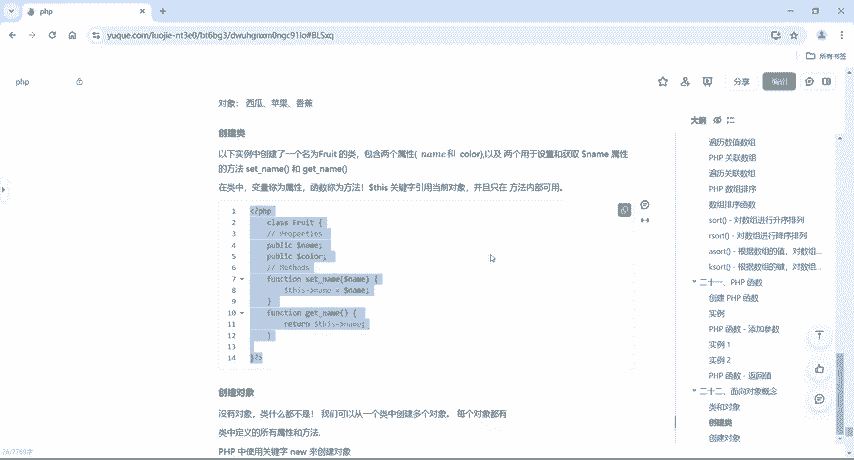 php
yuque.com/luojie-nt3e0/bt6bg3/dwuhgnxm0ngc91lo#BLSxq
所有书签
php
分享
编辑
对象： 西瓜、苹果、香蕉
创建类
以下实例中创建了一个名为Fruit 的类，包含两个属性( name和 color),以及 两个用于设置和获取 $name 属性
的方法 set_name() 和 get_name()
在类中，变量称为属性，函数称为方法！$this 关键字引用当前对象，并且只在 方法内部可用。
1 <?php
2 class Fruit {
3 // Properties
4 public $name;
5 public $color;
6 // Methods
7 function set_name($name) {
8 $this->name = $name;
9 }
10 function get_name() {
11 return $this->name;
12 }
13
14 }?>
创建对象
没有对象，类什么都不是！ 我们可以从一个类中创建多个对象。 每个对象都有
类中定义的所有属性和方法.
PHP 中使用关键字 new 来创建对象
大纲
遍历数值数组
PHP 关联数组
遍历关联数组
PHP 数组排序
数组排序函数
sort() - 对数组进行升序排列
rsort() - 对数组进行降序排列
asort() - 根据数组的值，对数组...
ksort() - 根据数组的键，对数组...
二十一、PHP 函数
创建 PHP 函数
实例
PHP 函数 - 添加参数
实例 1
实例 2
PHP 函数 - 返回值
二十二、面向对象概念
类和对象
创建类
创建对象